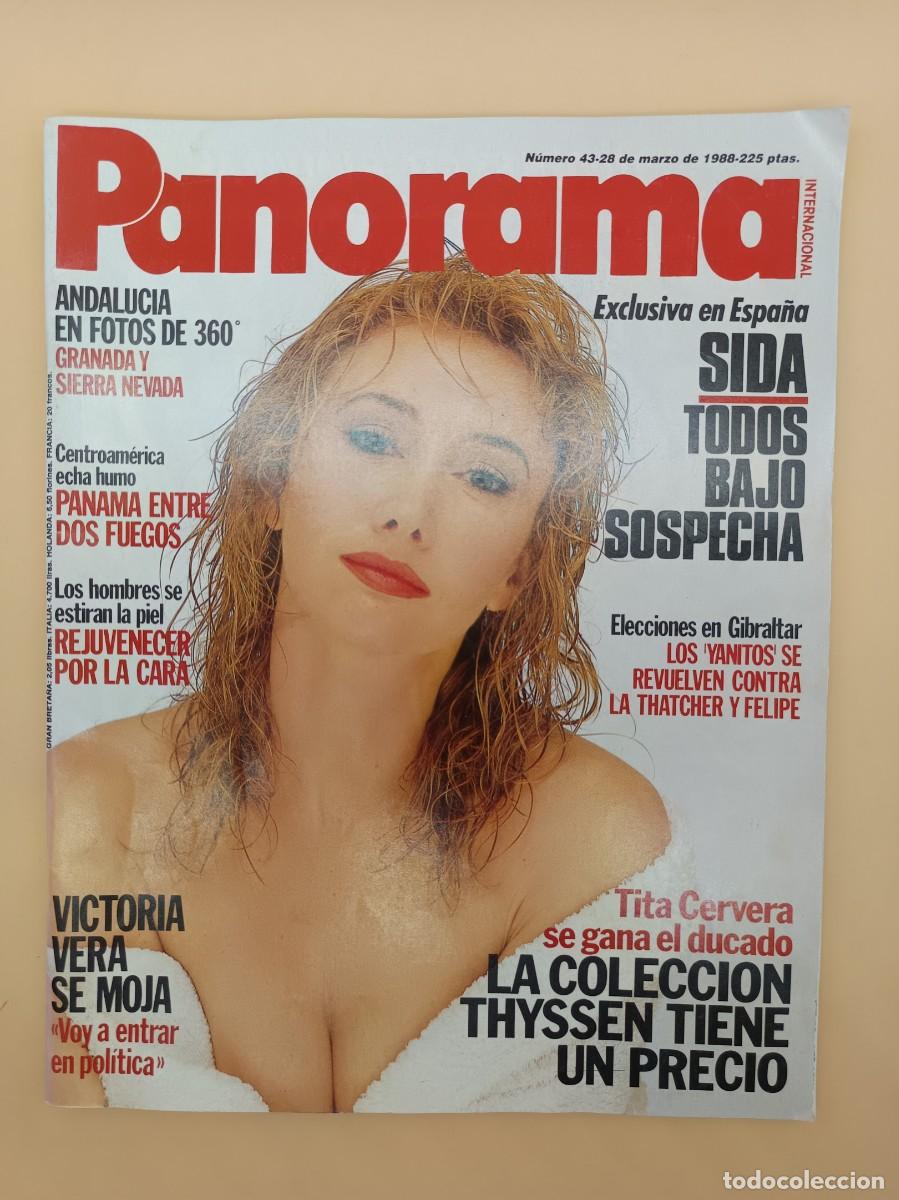 Número 43-28 de marzo de 1988-225 ptas.
Panorama
INTERNACIONAL
ANDALUCIA
EN FOTOS DE 360°
GRANADA Y
SIERRA NEVADA
Centroamérica
echa humo
PANAMA ENTRE
DOS FUEGOS
Los hombres se
estiran la piel
REJUVENECER
POR LA CARA
GRAN BRETAÑA: 2,05 libras. ITALIA: 4.700 liras. HOLANDA: 6,50 florines. FRANCIA: 20 francos.
Exclusiva en España
SIDA
TODOS
BAJO
SOSPECHA
Elecciones en Gibraltar
LOS 'YANITOS' SE
REVUELVEN CONTRA
LA THATCHER Y FELIPE
VICTORIA
VERA
SE MOJA
«Voy a entrar
en política»
Tita Cervera
se gana el ducado
LA COLECCION
THYSSEN TIENE
UN PRECIO
todocoleccion